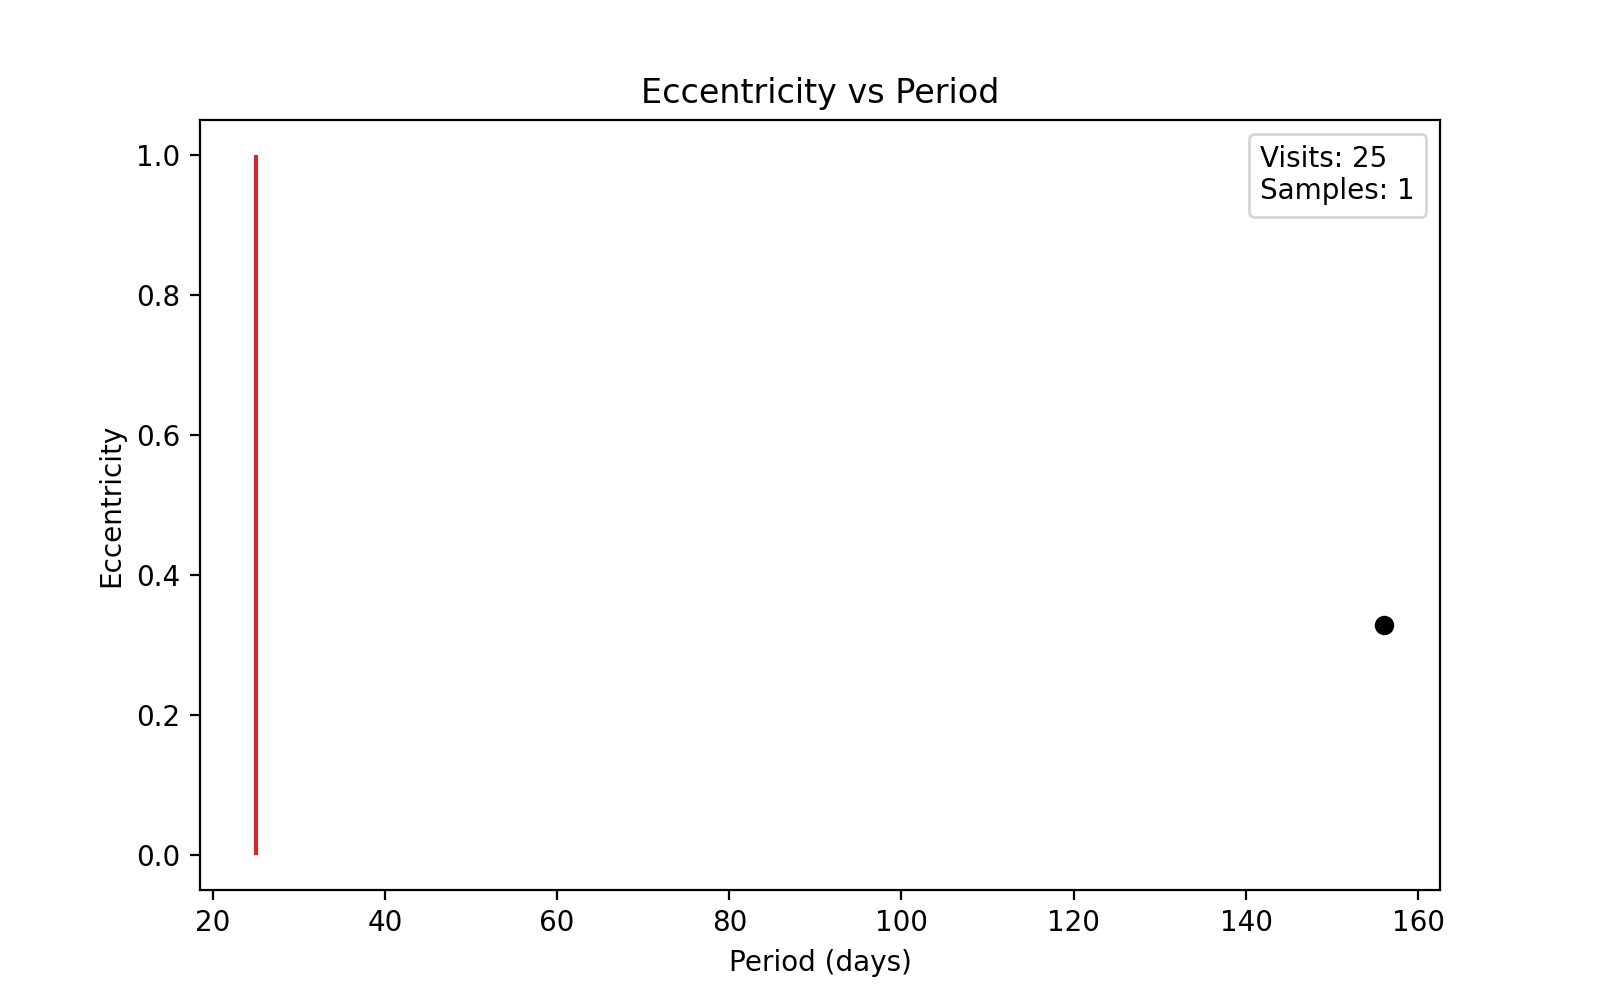 Eccentricity vs Period
Visits: 25
Samples: 1
1.0
0.8
0.6
0.4
0.2
0.0
Eccentricity
20 40 60 80 100 120 140 160
Period (days)